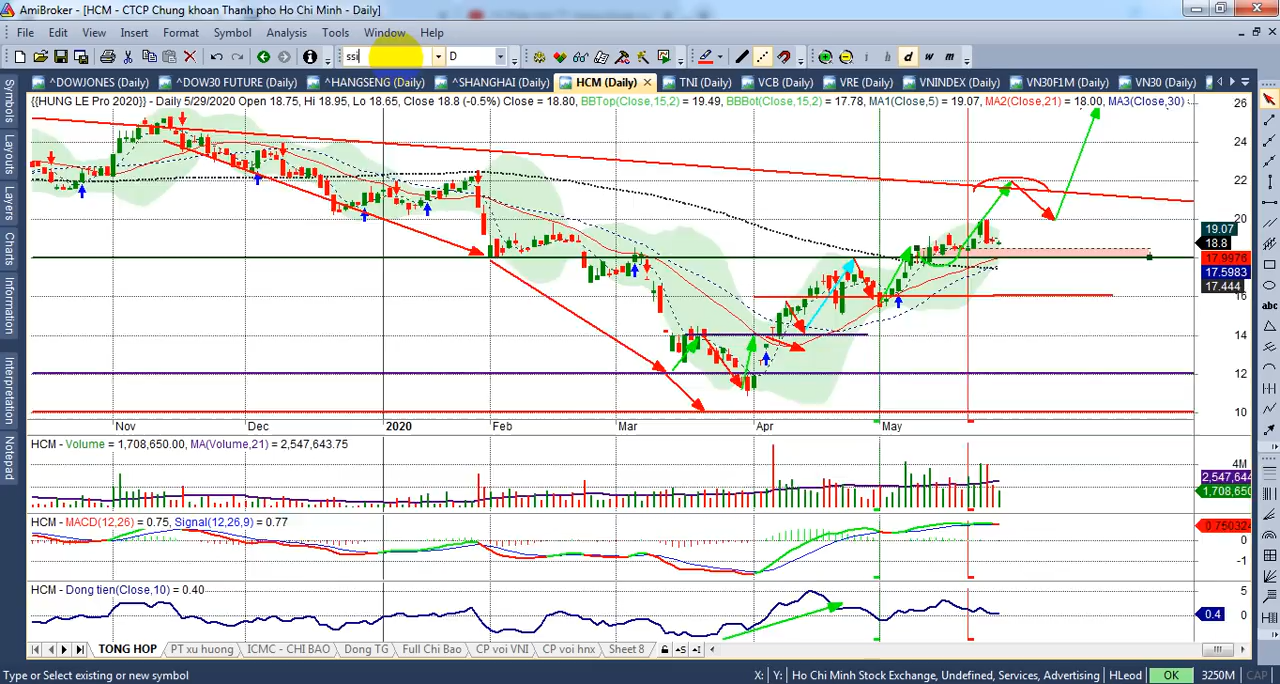 AmiBroker - [HCM - CTCP Chung khoan Thanh pho Ho Chi Minh - Daily]
File Edit View Insert Format Symbol Analysis Tools Window Help
ssi D d w m
^DOWJONES (Daily) ^DOW30 FUTURE (Daily) ^HANGSENG (Daily) ^SHANGHAI (Daily) HCM (Daily) TNI (Daily) VCB (Daily) VRE (Daily) VNINDEX (Daily) VN30F1M (Daily) VN30 (Daily)
Symbols
Layouts
Layers
Charts
Information
Interpretation
Notepad
{{HUNG LE Pro 2020}} - Daily 5/29/2020 Open 18.75, Hi 18.95, Lo 18.65, Close 18.8 (-0.5%) Close = 18.80, BBTop(Close,15,2) = 19.49, BBBot(Close,15,2) = 17.78, MA1(Close,5) = 19.07, MA2(Close,21) = 18.00, MA3(Close,30)
26
24
22
20
19.07
18.8
17.9976
17.5983
17.444
16
14
12
10
abc
Nov Dec 2020 Feb Mar Apr May
HCM - Volume = 1,708,650.00, MA(Volume,21) = 2,547,643.75
4M
2,547,644
1,708,650
HCM - MACD(12,26) = 0.75, Signal(12,26,9) = 0.77
0.750324
0
-1
HCM - Dong tien(Close,10) = 0.40
5
0.4
0
TONG HOP PT xu huong ICMC - CHI BAO Dong TG Full Chi Bao CP voi VNI CP voi hnx Sheet 8
Type or Select existing or new symbol X: Y: Ho Chi Minh Stock Exchange, Undefined, Services, Advertising HLeod OK 3250M CAP